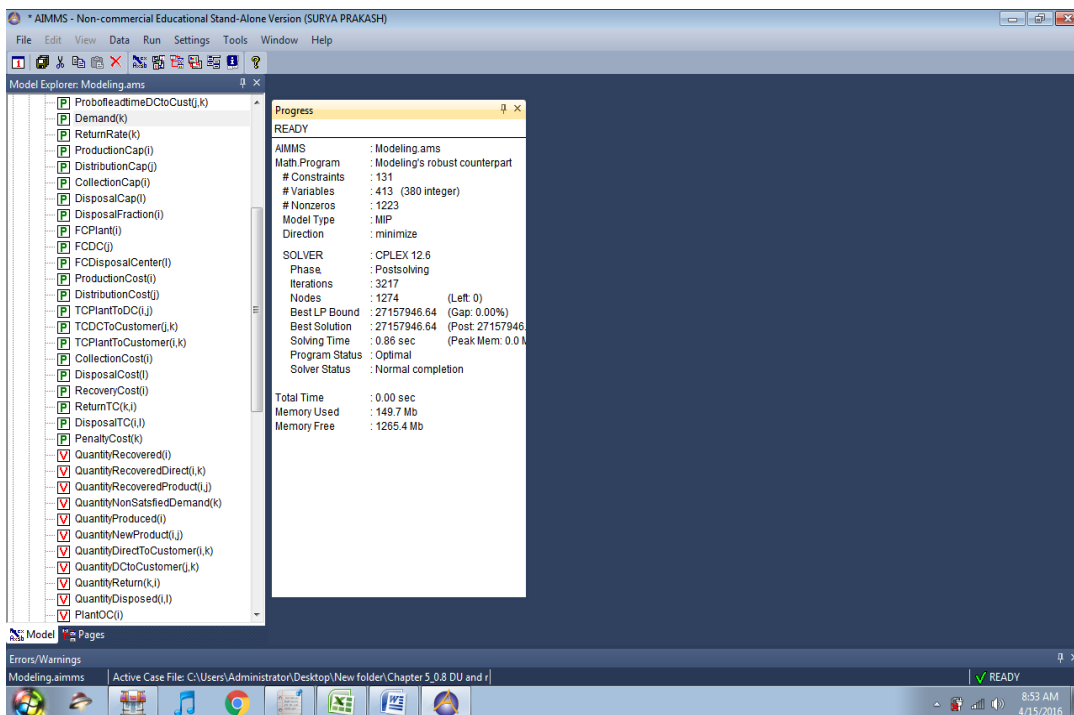 * AIMMS - Non-commercial Educational Stand-Alone Version (SURYA PRAKASH)
File Edit View Data Run Settings Tools Window Help
Model Explorer: Modeling.ams
ProbofleadtimeDCtoCust(j,k)
Demand(k)
ReturnRate(k)
ProductionCap(i)
DistributionCap(j)
CollectionCap(i)
DisposalCap(l)
DisposalFraction(i)
FCPlant(i)
FCDC(j)
FCDisposalCenter(l)
ProductionCost(i)
DistributionCost(j)
TCPlantToDC(i,j)
TCDCToCustomer(j,k)
TCPlantToCustomer(i,k)
CollectionCost(i)
DisposalCost(l)
RecoveryCost(i)
ReturnTC(k,i)
DisposalTC(i,l)
PenaltyCost(k)
QuantityRecovered(i)
QuantityRecoveredDirect(i,k)
QuantityRecoveredProduct(i,j)
QuantityNonSatsfiedDemand(k)
QuantityProduced(i)
QuantityNewProduct(i,j)
QuantityDirectToCustomer(i,k)
QuantityDCtoCustomer(j,k)
QuantityReturn(k,i)
QuantityDisposed(i,l)
PlantOC(i)
Model Pages
Progress
READY
AIMMS : Modeling.ams
Math.Program : Modeling's robust counterpart
# Constraints : 131
# Variables : 413 (380 integer)
# Nonzeros : 1223
Model Type : MIP
Direction : minimize
SOLVER : CPLEX 12.6
Phase : Postsolving
Iterations : 3217
Nodes : 1274 (Left: 0)
Best LP Bound : 27157946.64 (Gap: 0.00%)
Best Solution : 27157946.64 (Post: 27157946.
Solving Time : 0.86 sec (Peak Mem: 0.0 M
Program Status : Optimal
Solver Status : Normal completion
Total Time : 0.00 sec
Memory Used : 149.7 Mb
Memory Free : 1265.4 Mb
Errors/Warnings
Modeling.aimms Active Case File: C:\Users\Administrator\Desktop\New folder\Chapter 5_0.8 DU and r READY
8:53 AM
4/15/2016